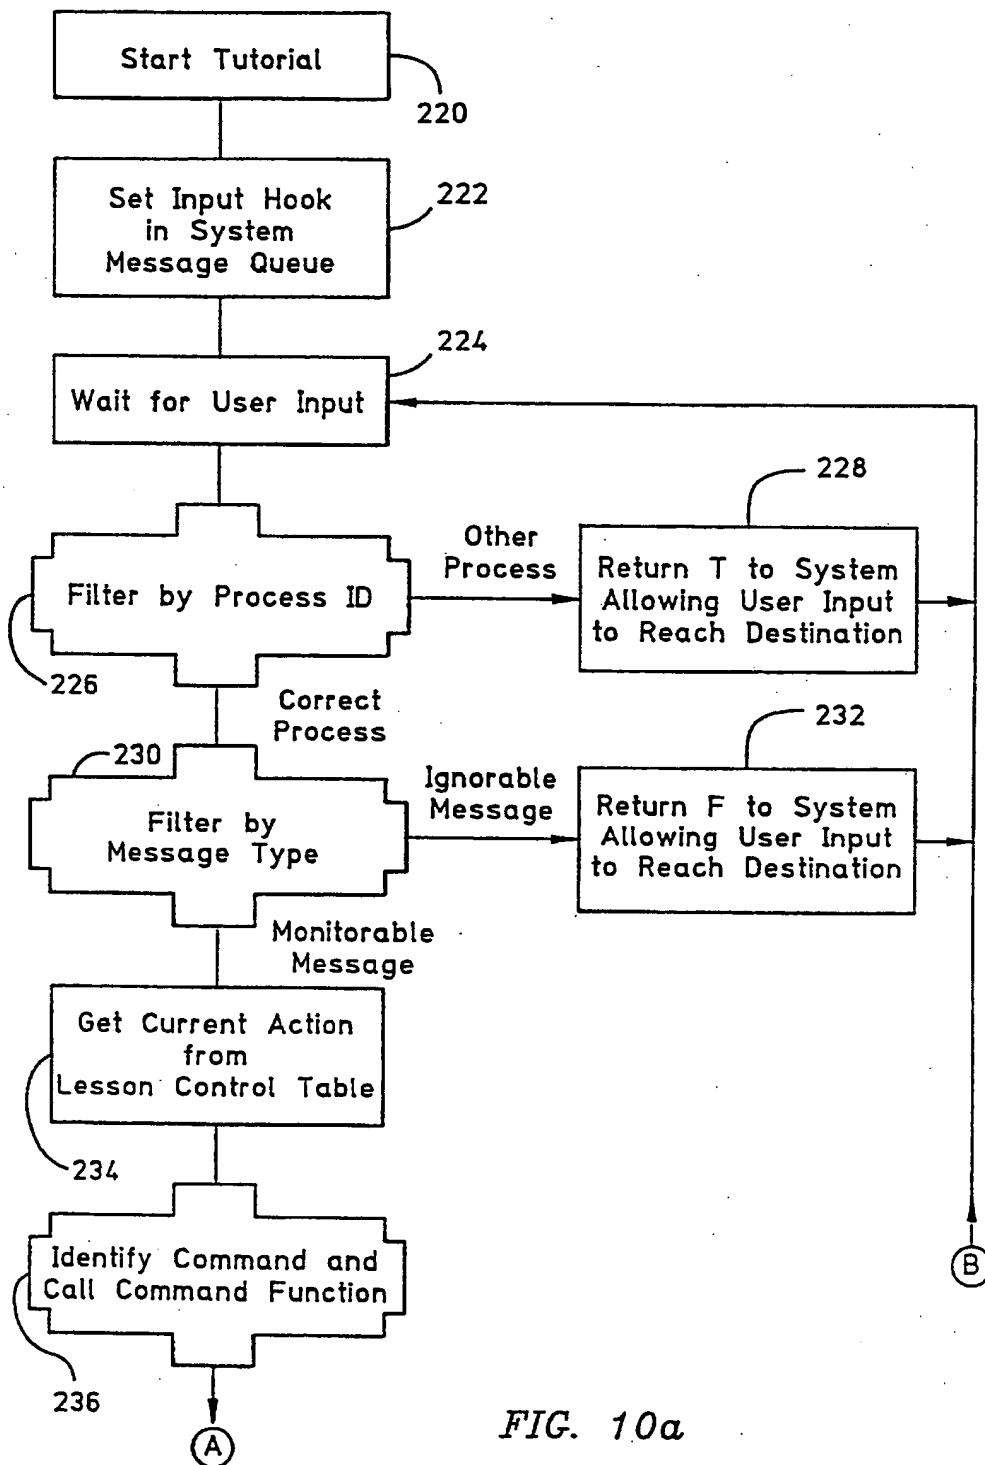 Start Tutorial
220
Set Input Hook
in System
Message Queue
222
224
Wait for User Input
228
Other
Process
Filter by Process ID
Return T to System
Allowing User Input
to Reach Destination
226
Correct
Process
232
230
Ignorable
Message
Filter by
Message Type
Return F to System
Allowing User Input
to Reach Destination
Monitorable
Message
Get Current Action
from
Lesson Control Table
234
Identify Command and
Call Command Function
B
236
A
FIG. 10a